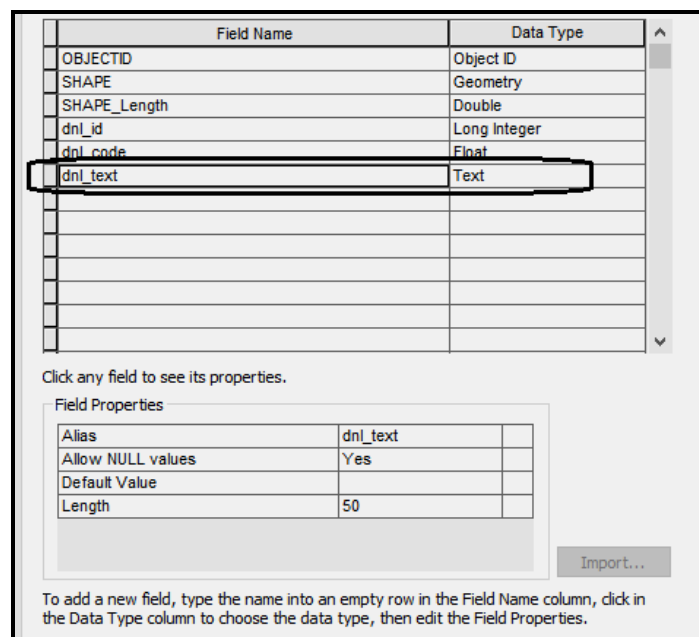 Field Name Data Type
OBJECTID Object ID
SHAPE Geometry
SHAPE_Length Double
dnl_id Long Integer
dnl_code Float
dnl_text Text
Click any field to see its properties.
Field Properties
Alias dnl_text
Allow NULL values Yes
Default Value
Length 50
Import...
To add a new field, type the name into an empty row in the Field Name column, click in
the Data Type column to choose the data type, then edit the Field Properties.